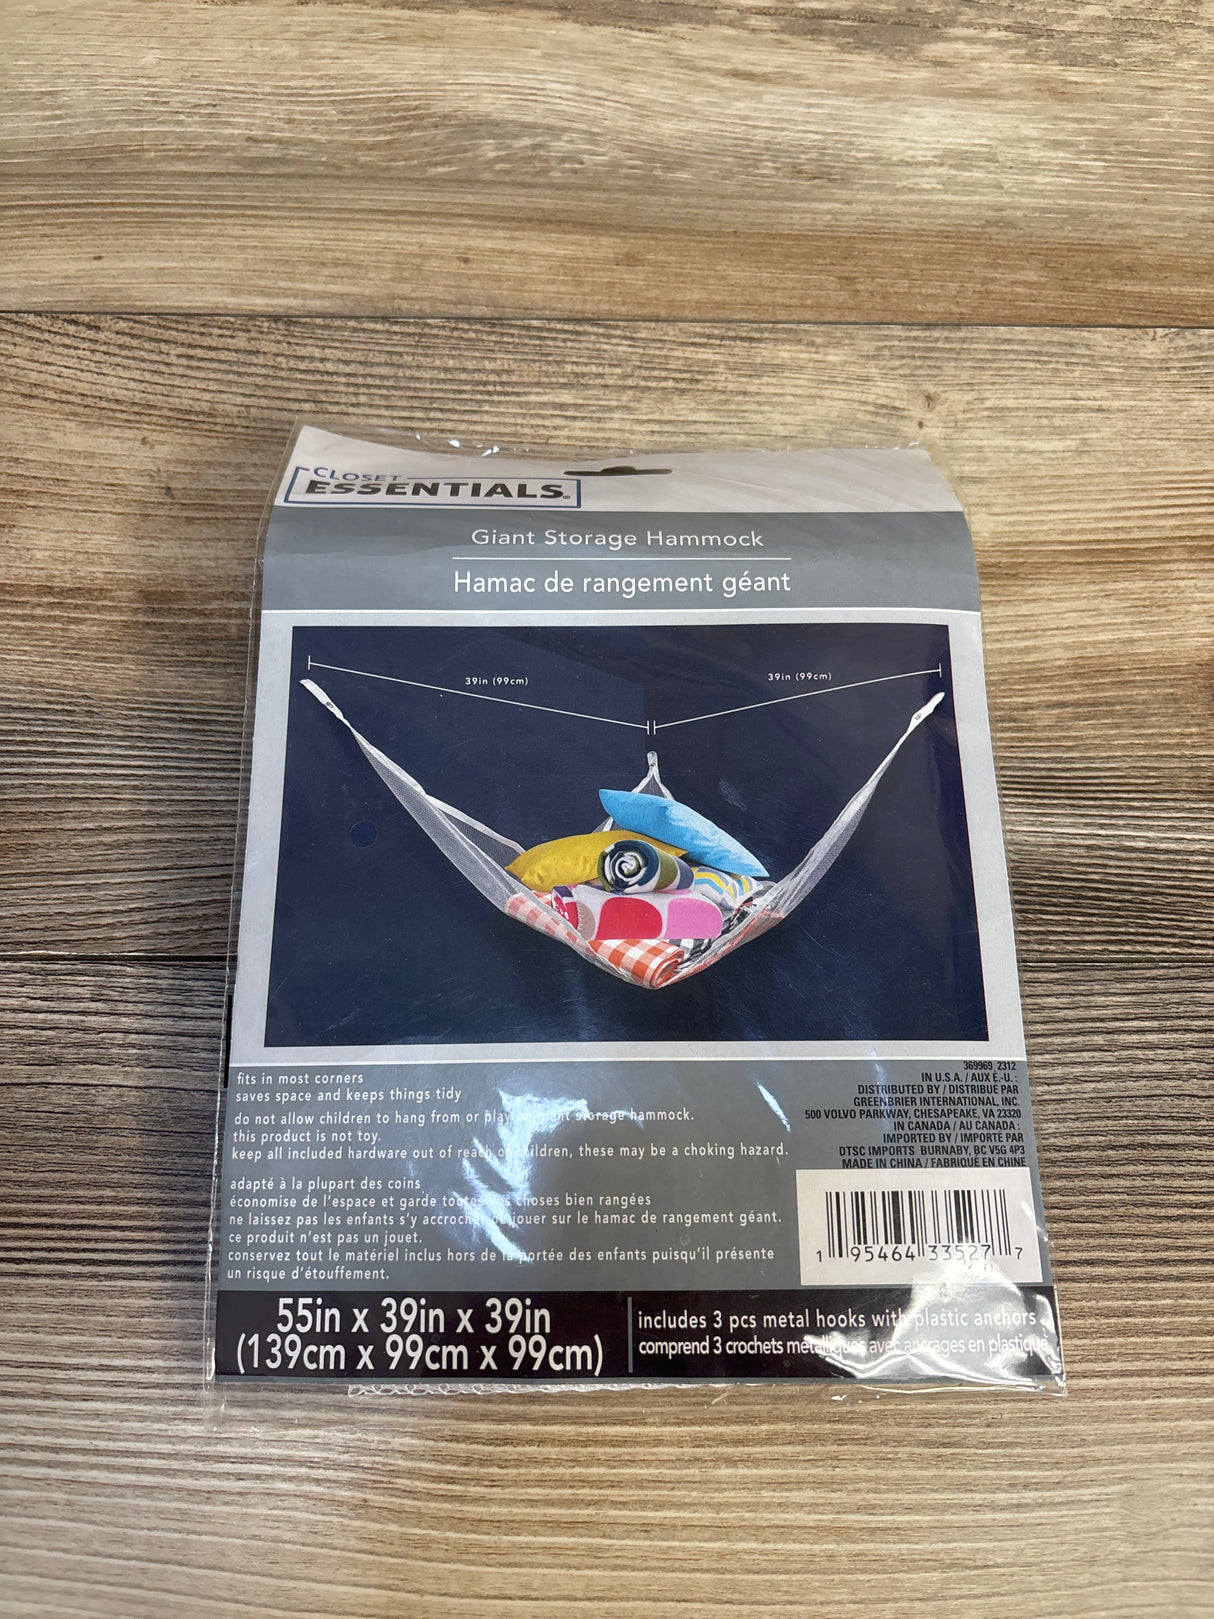 CLOSET
ESSENTIALS
Giant Storage Hammock
Hamac de rangement géant
39in (99cm)
39in (99cm)
fits in most corners
saves space and keeps things tidy
do not allow children to hang from or play on giant storage hammock.
this product is not toy.
keep all included hardware out of reach of children, these may be a choking hazard.
adapté à la plupart des coins
économise de l'espace et garde toutes vos choses bien rangées
ne laissez pas les enfants s'y accrocher ou jouer sur le hamac de rangement géant.
ce produit n'est pas un jouet.
conservez tout le matériel inclus hors de la portée des enfants puisqu'il présente
un risque d'étouffement.
369969 2312
IN U.S.A. / AUX É.-U. :
DISTRIBUTED BY / DISTRIBUÉ PAR
GREENBRIER INTERNATIONAL, INC.
500 VOLVO PARKWAY, CHESAPEAKE, VA 23320
IN CANADA / AU CANADA :
IMPORTED BY / IMPORTÉ PAR
DTSC IMPORTS BURNABY, BC V5G 4P3
MADE IN CHINA / FABRIQUÉ EN CHINE
1 95464 33527 7
55in x 39in x 39in
(139cm x 99cm x 99cm)
includes 3 pcs metal hooks with plastic anchors
comprend 3 crochets métalliques avec ancrages en plastique